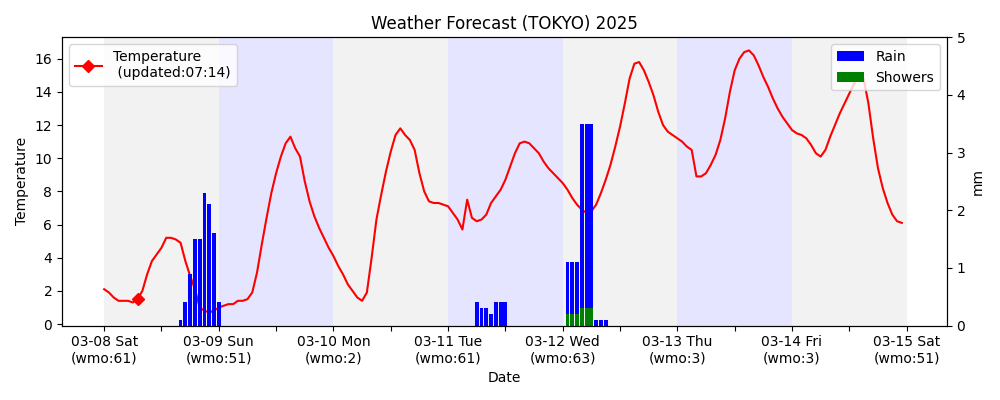 Weather Forecast (TOKYO) 2025
Temperature
(updated:07:14)
Rain
Showers
Temperature
16
14
12
10
8
6
4
2
0
5
4
3
2
1
0
mm
03-08 Sat
(wmo:61)
03-09 Sun
(wmo:51)
03-10 Mon
(wmo:2)
03-11 Tue
(wmo:61)
03-12 Wed
(wmo:63)
03-13 Thu
(wmo:3)
03-14 Fri
(wmo:3)
03-15 Sat
(wmo:51)
Date